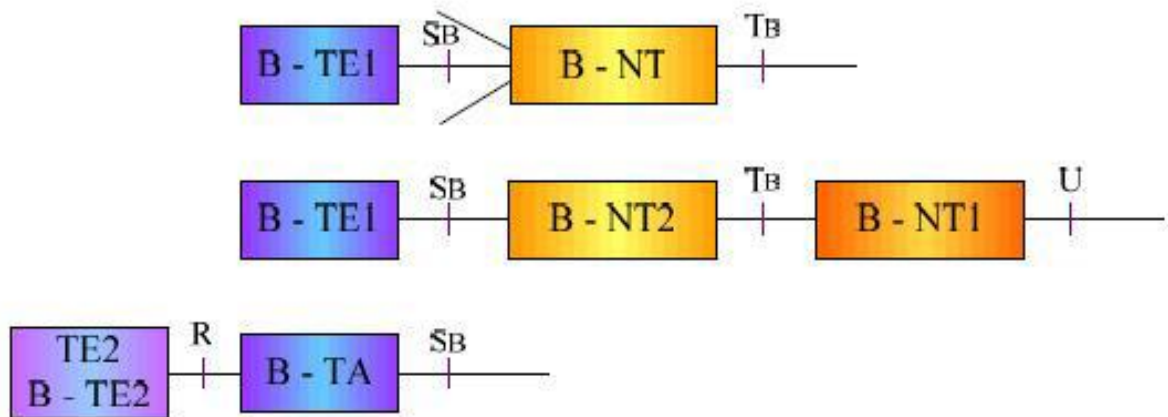 B - TE1 SB B - NT TB
B - TE1 SB B - NT2 TB B - NT1 U
TE2
B - TE2 R B - TA SB